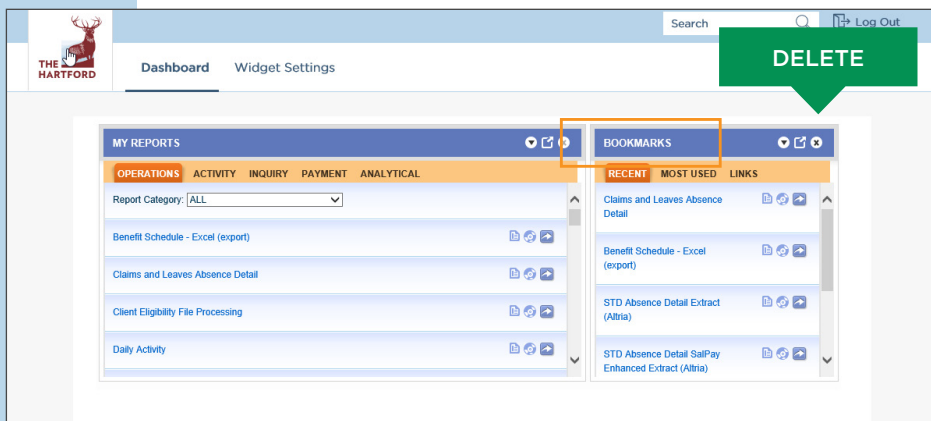 Search
Log Out
DELETE
THE
HARTFORD
Dashboard Widget Settings
MY REPORTS
OPERATIONS ACTIVITY INQUIRY PAYMENT ANALYTICAL
Report Category: ALL
Benefit Schedule - Excel (export)
Claims and Leaves Absence Detail
Client Eligibility File Processing
Daily Activity
BOOKMARKS
RECENT MOST USED LINKS
Claims and Leaves Absence
Detail
Benefit Schedule - Excel
(export)
STD Absence Detail Extract
(Altria)
STD Absence Detail SalPay
Enhanced Extract (Altria)